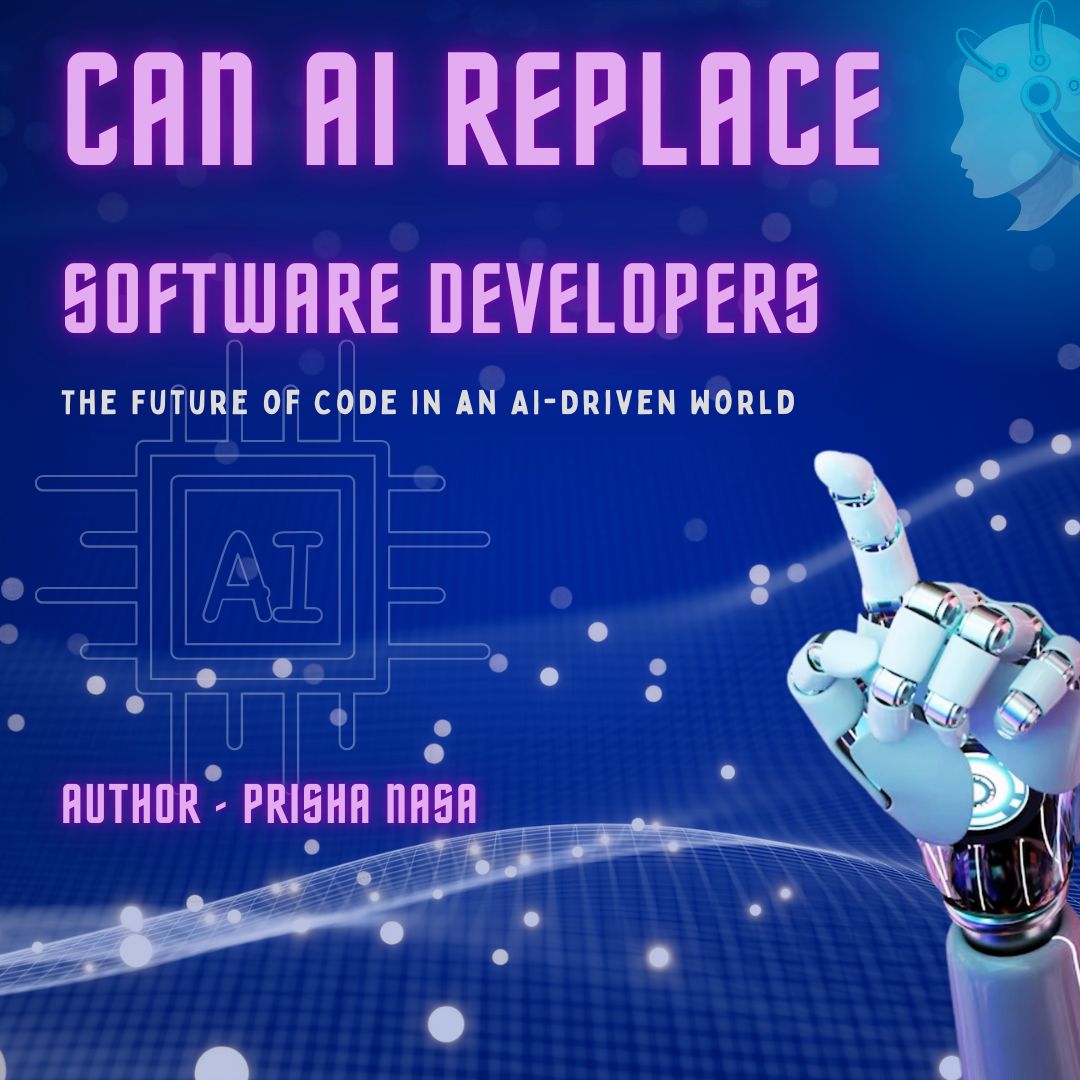 CAN AI REPLACE
SOFTWARE DEVELOPERS
THE FUTURE OF CODE IN AN AI-DRIVEN WORLD
AI
AUTHOR - PRISHA NASA